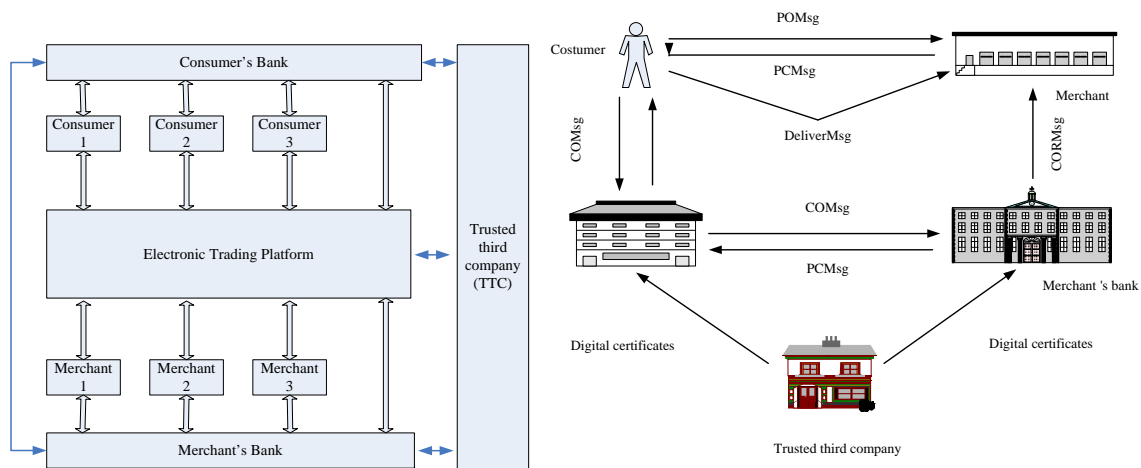 Consumer's Bank
Consumer
1
Consumer
2
Consumer
3
Electronic Trading Platform
Merchant
1
Merchant
2
Merchant
3
Merchant's Bank
Trusted
third
company
(TTC)
Costumer
POMsg
PCMsg
DeliverMsg
Merchant
COMsg
CORMsg
COMsg
PCMsg
Merchant 's bank
Digital certificates
Digital certificates
Trusted third company